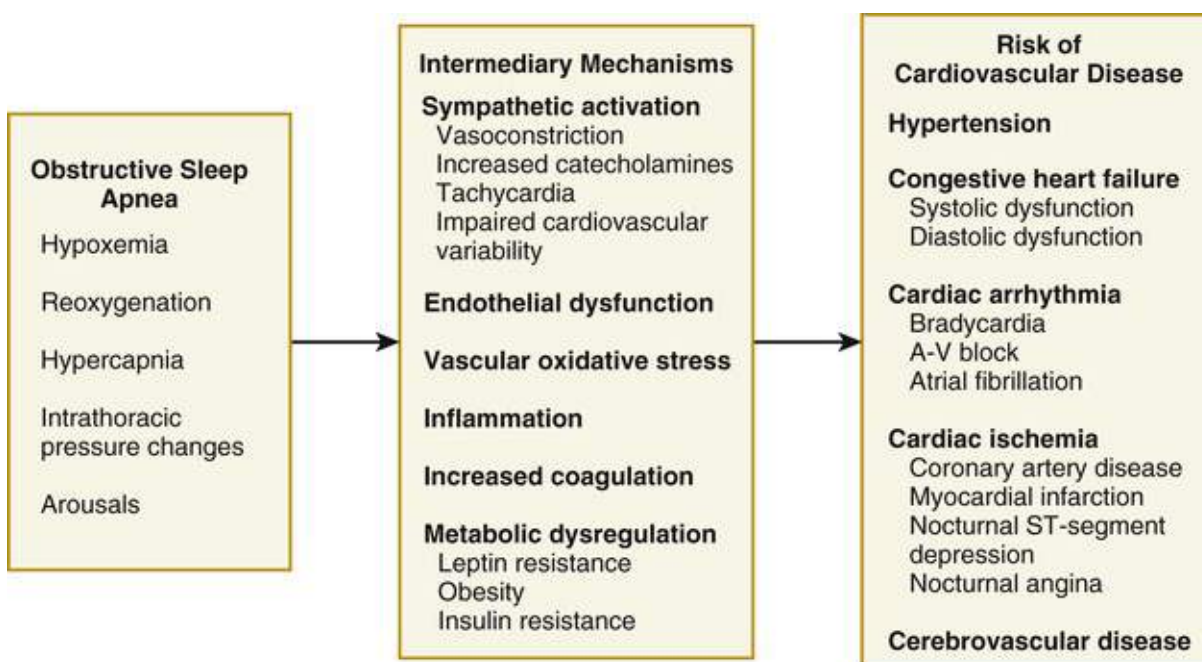 Obstructive Sleep
Apnea
Hypoxemia
Reoxygenation
Hypercapnia
Intrathoracic
pressure changes
Arousals
Intermediary Mechanisms
Sympathetic activation
Vasoconstriction
Increased catecholamines
Tachycardia
Impaired cardiovascular
variability
Endothelial dysfunction
Vascular oxidative stress
Inflammation
Increased coagulation
Metabolic dysregulation
Leptin resistance
Obesity
Insulin resistance
Risk of
Cardiovascular Disease
Hypertension
Congestive heart failure
Systolic dysfunction
Diastolic dysfunction
Cardiac arrhythmia
Bradycardia
A-V block
Atrial fibrillation
Cardiac ischemia
Coronary artery disease
Myocardial infarction
Nocturnal ST-segment
depression
Nocturnal angina
Cerebrovascular disease